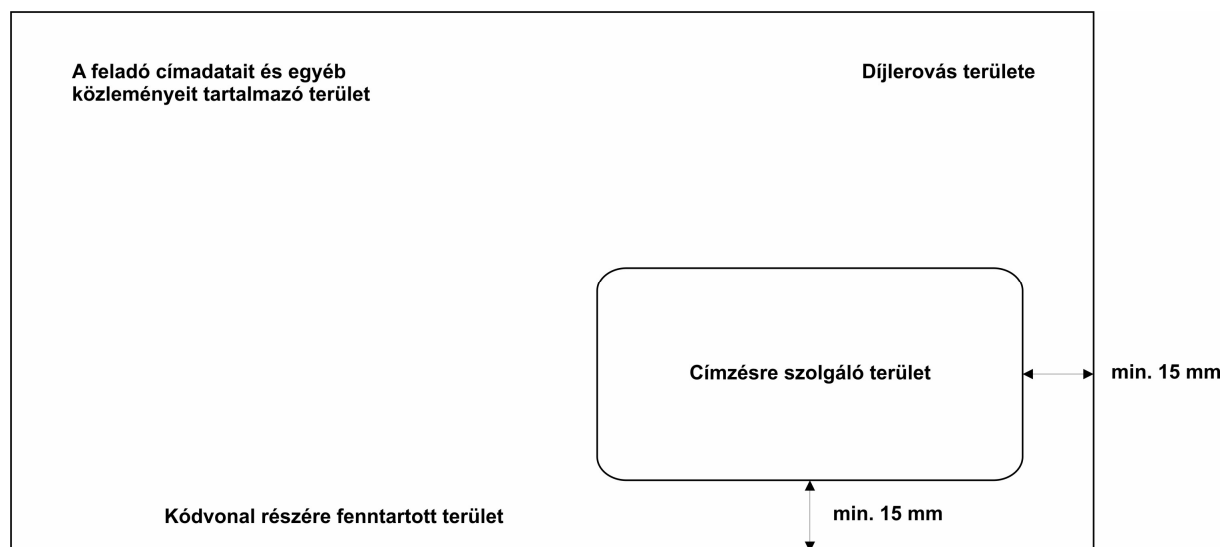 A feladó címadatait és egyéb
közleményeit tartalmazó terület
Díjlerovás területe
Címzésre szolgáló terület
min. 15 mm
Kódvonal részére fenntartott terület
min. 15 mm